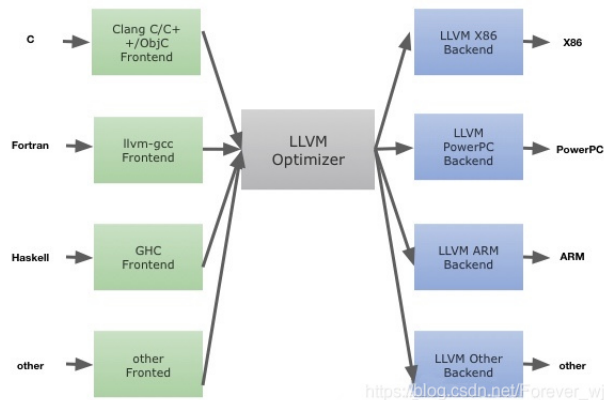 C
Clang C/C+
+/ObjC
Frontend
LLVM X86
Backend
X86
Fortran
llvm-gcc
Frontend
LLVM
Optimizer
LLVM
PowerPC
Backend
PowerPC
Haskell
GHC
Frontend
LLVM ARM
Backend
ARM
other
other
Fronted
LLVM Other
Backend
other
https://blog.csdn.net/Forever_wj